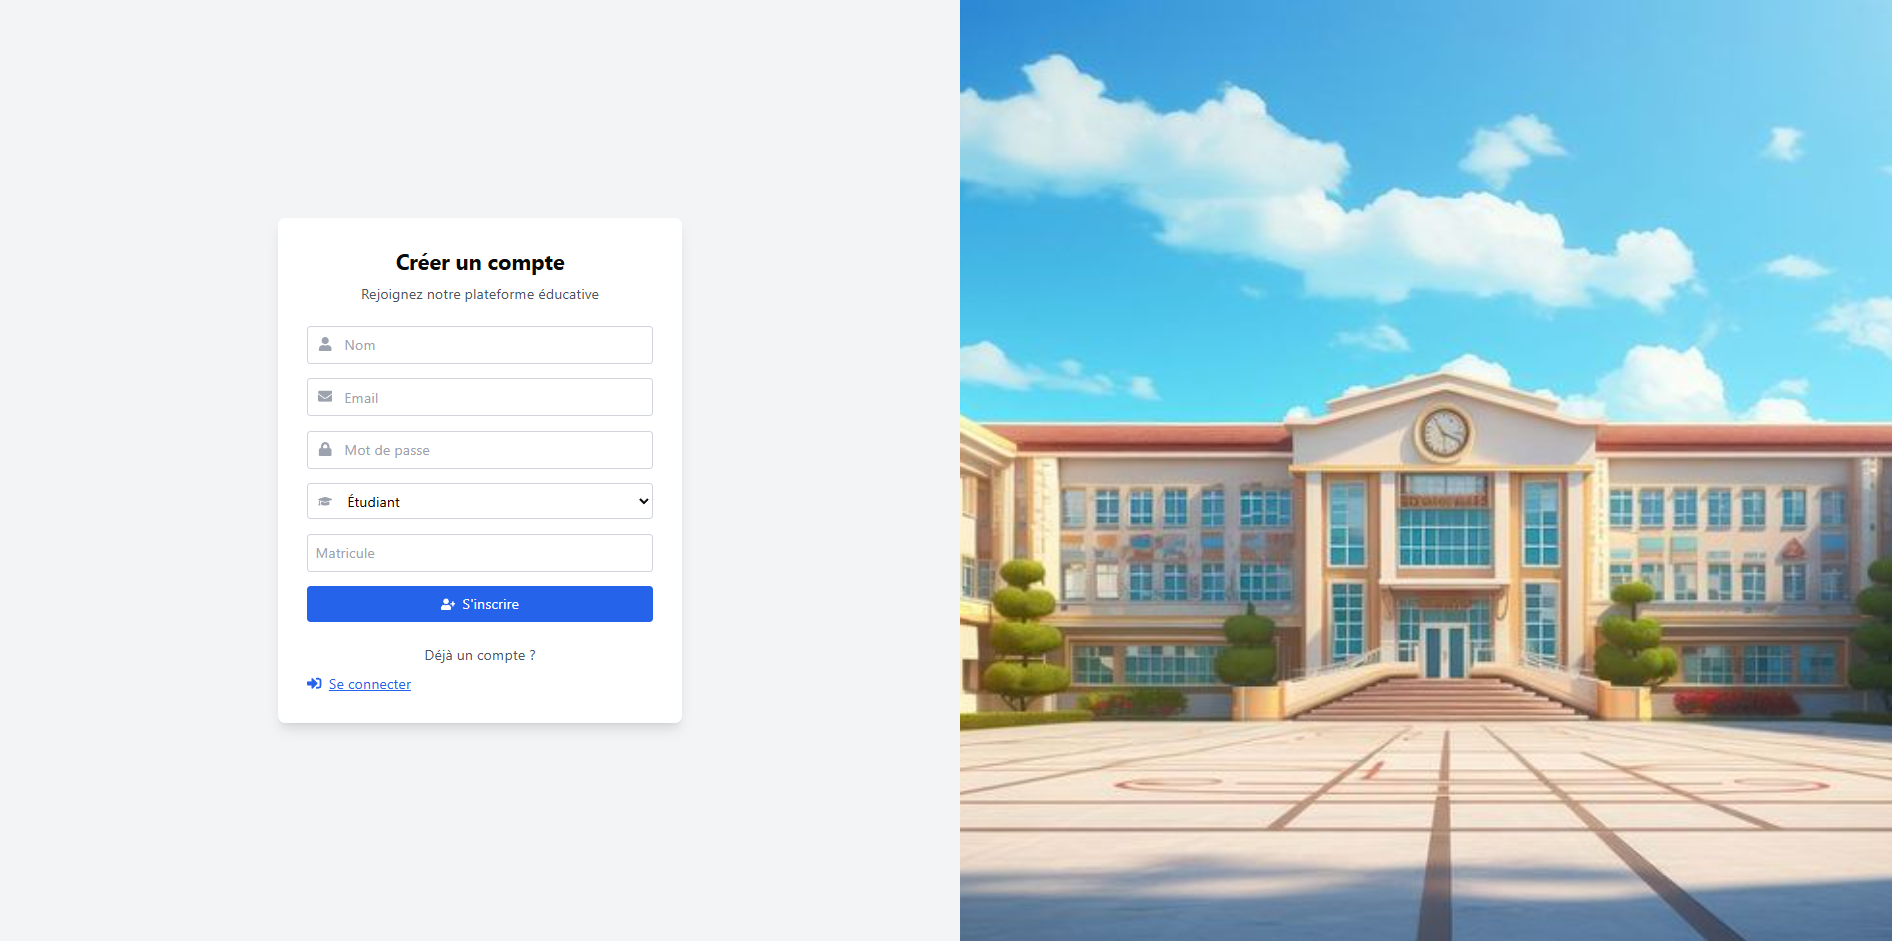 Créer un compte
Rejoignez notre plateforme éducative
Nom
Email
Mot de passe
Étudiant
Matricule
S'inscrire
Déjà un compte ?
Se connecter